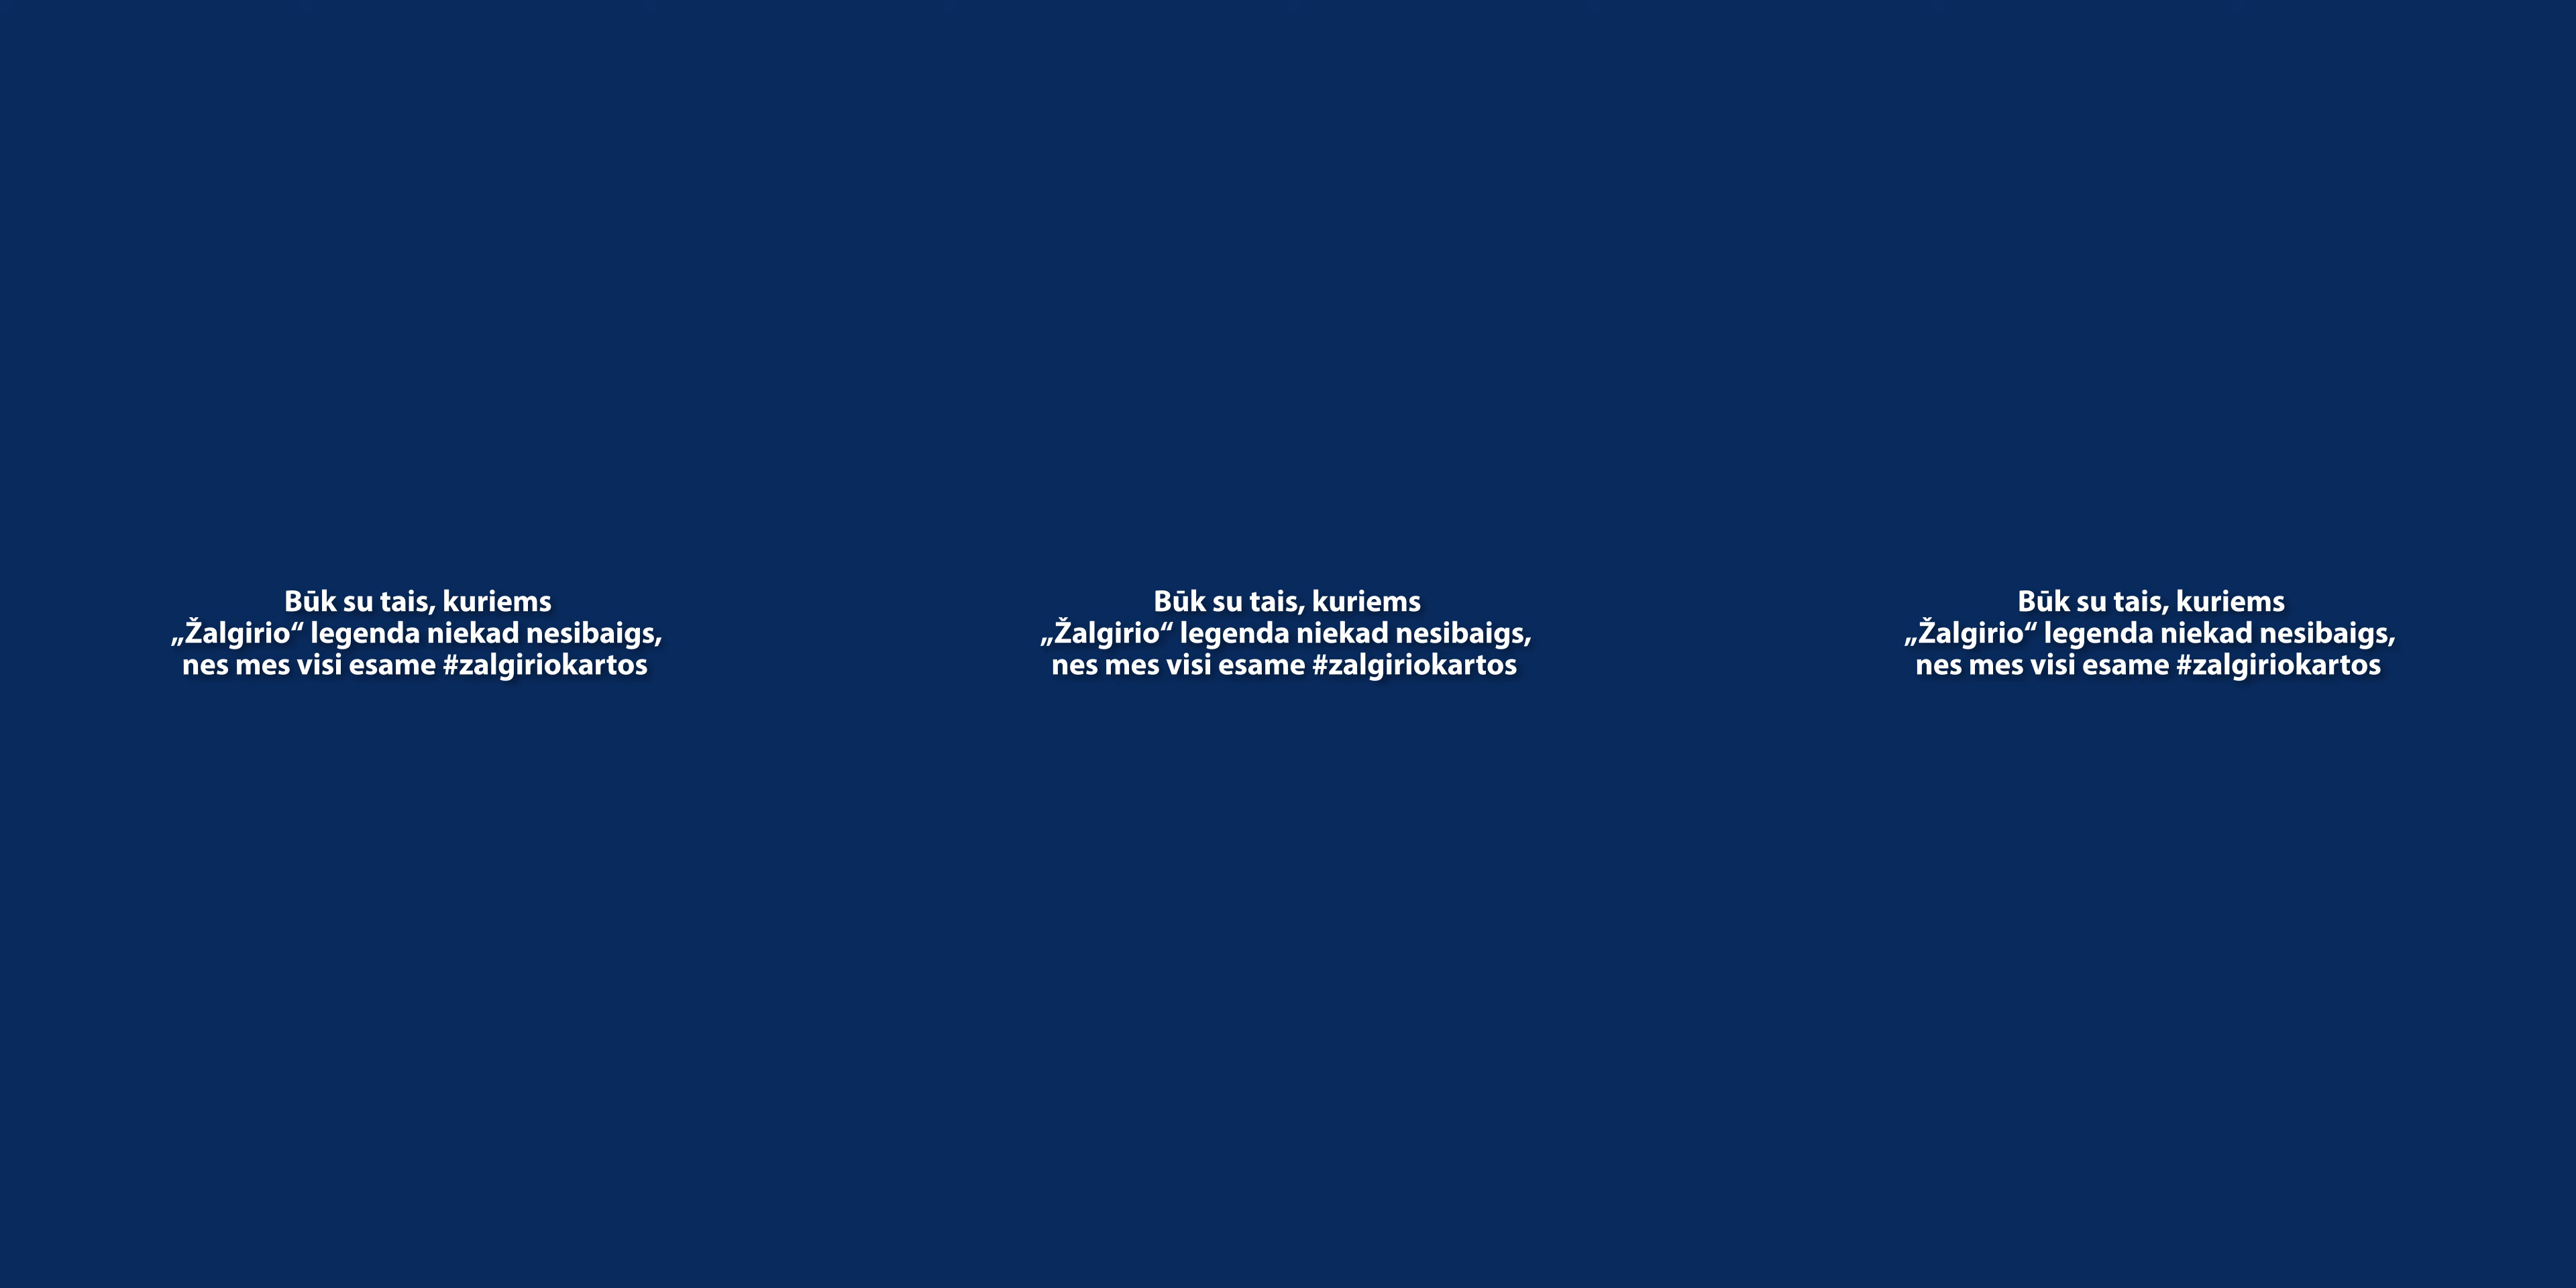 Būk su tais, kuriems
„Žalgirio“ legenda niekad nesibaigs,
nes mes visi esame #zalgiriokartos
Būk su tais, kuriems
„Žalgirio“ legenda niekad nesibaigs,
nes mes visi esame #zalgiriokartos
Būk su tais, kuriems
„Žalgirio“ legenda niekad nesibaigs,
nes mes visi esame #zalgiriokartos